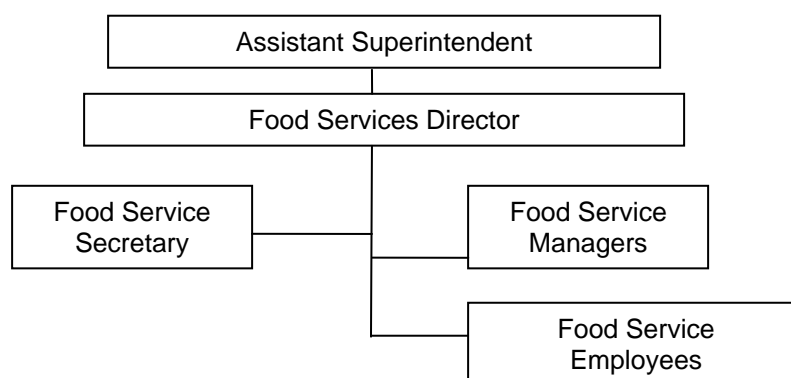 Assistant Superintendent
Food Services Director
Food Service
Secretary
Food Service
Managers
Food Service
Employees